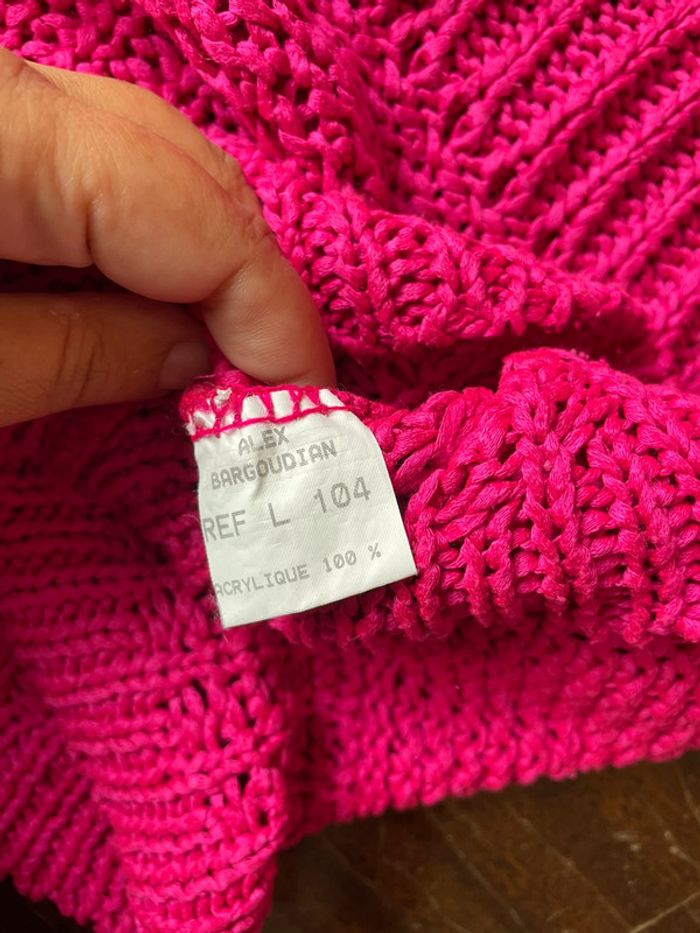 ALEX
BARGOUDIAN
REF L 104
ACRYLIQUE 100 %